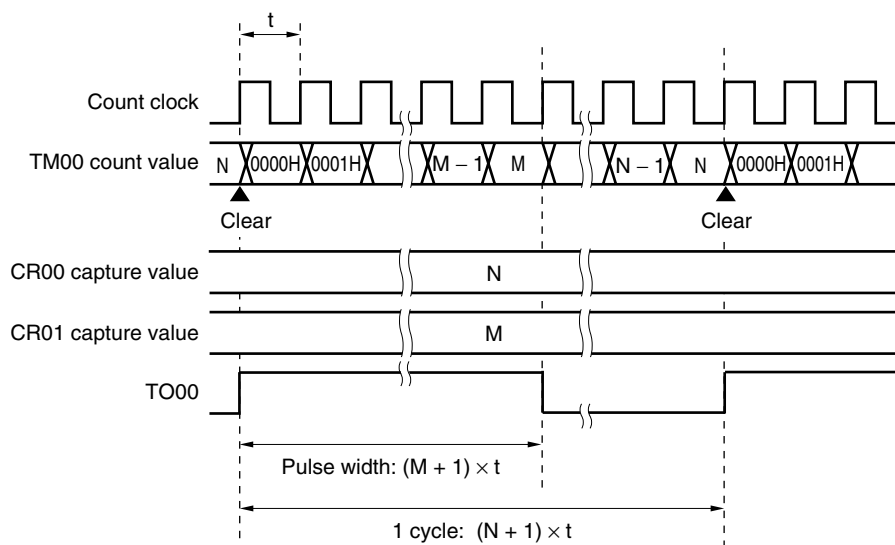 t
Count clock
TM00 count value N 0000H 0001H M – 1 M N – 1 N 0000H 0001H
Clear Clear
CR00 capture value N
CR01 capture value M
TO00
Pulse width: (M + 1) × t
1 cycle: (N + 1) × t